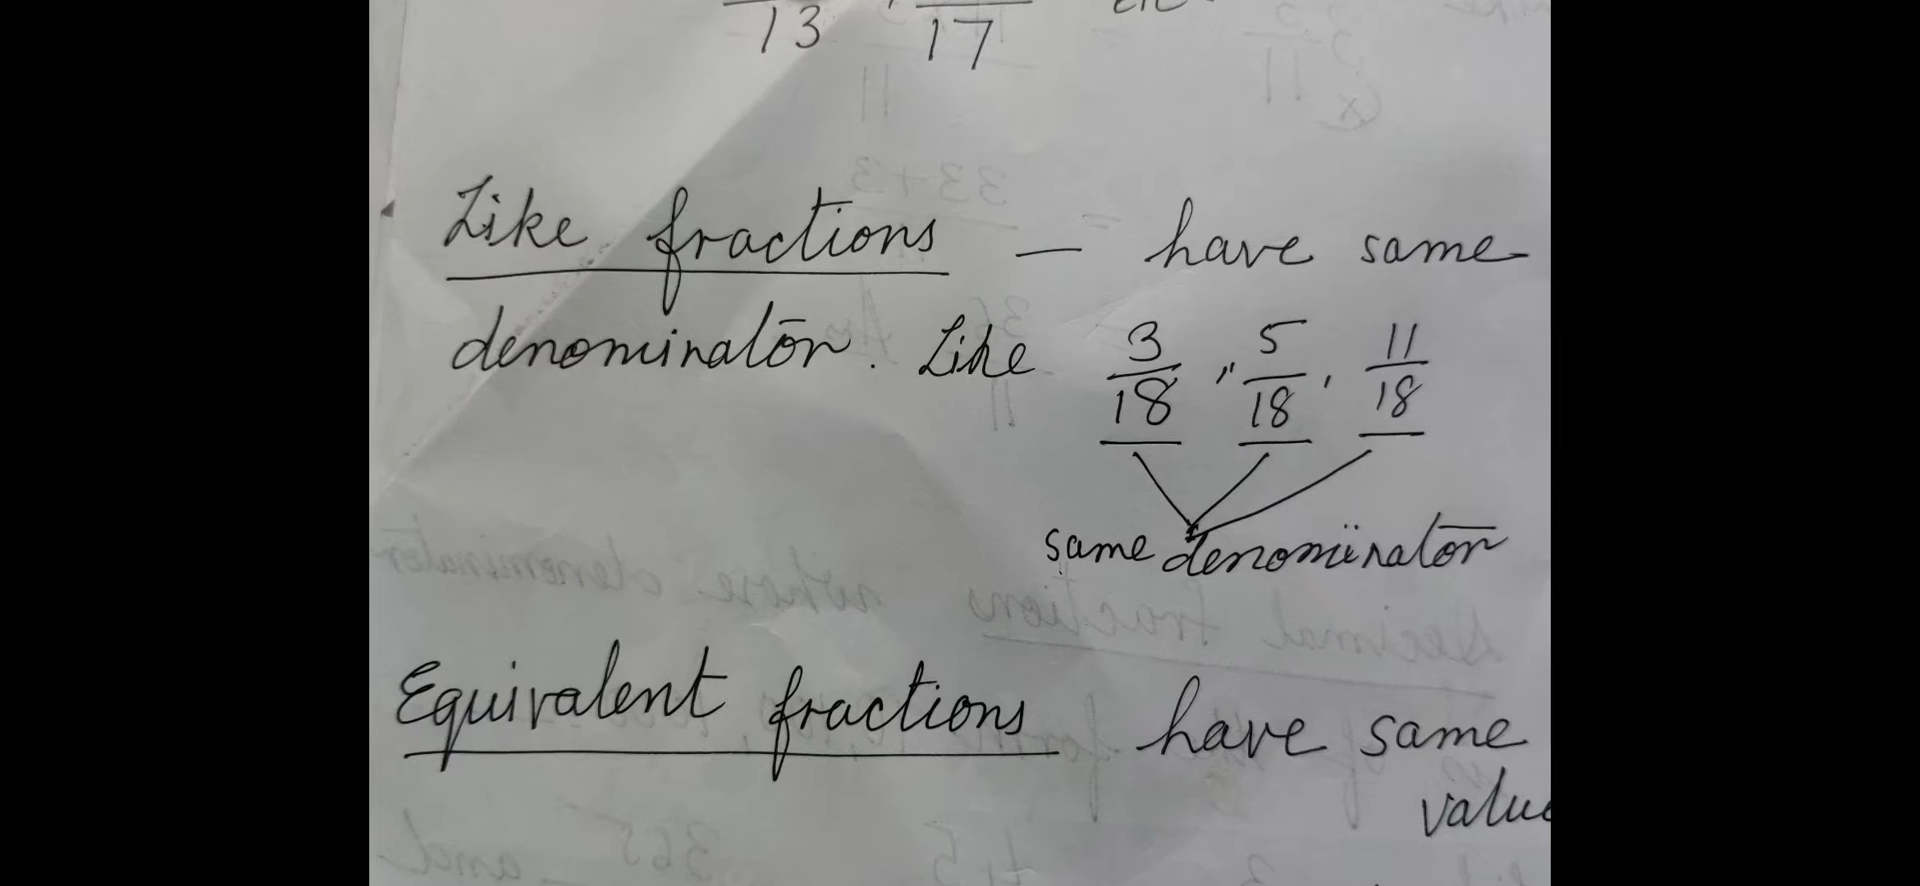 13 , 17
Like fractions — have same
denominator. Like 3/18 ,, 5/18 , 11/18
same denominator
Equivalent fractions have same
value